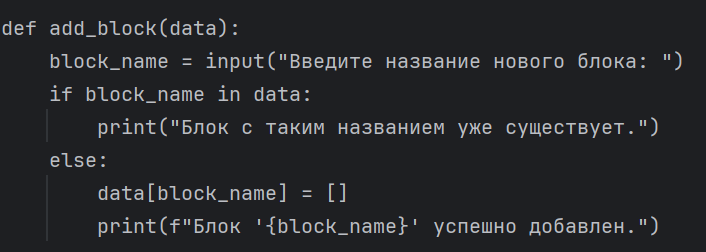 def add_block(data):
    block_name = input("Введите название нового блока: ")
    if block_name in data:
        print("Блок с таким названием уже существует.")
    else:
        data[block_name] = []
        print(f"Блок '{block_name}' успешно добавлен.")